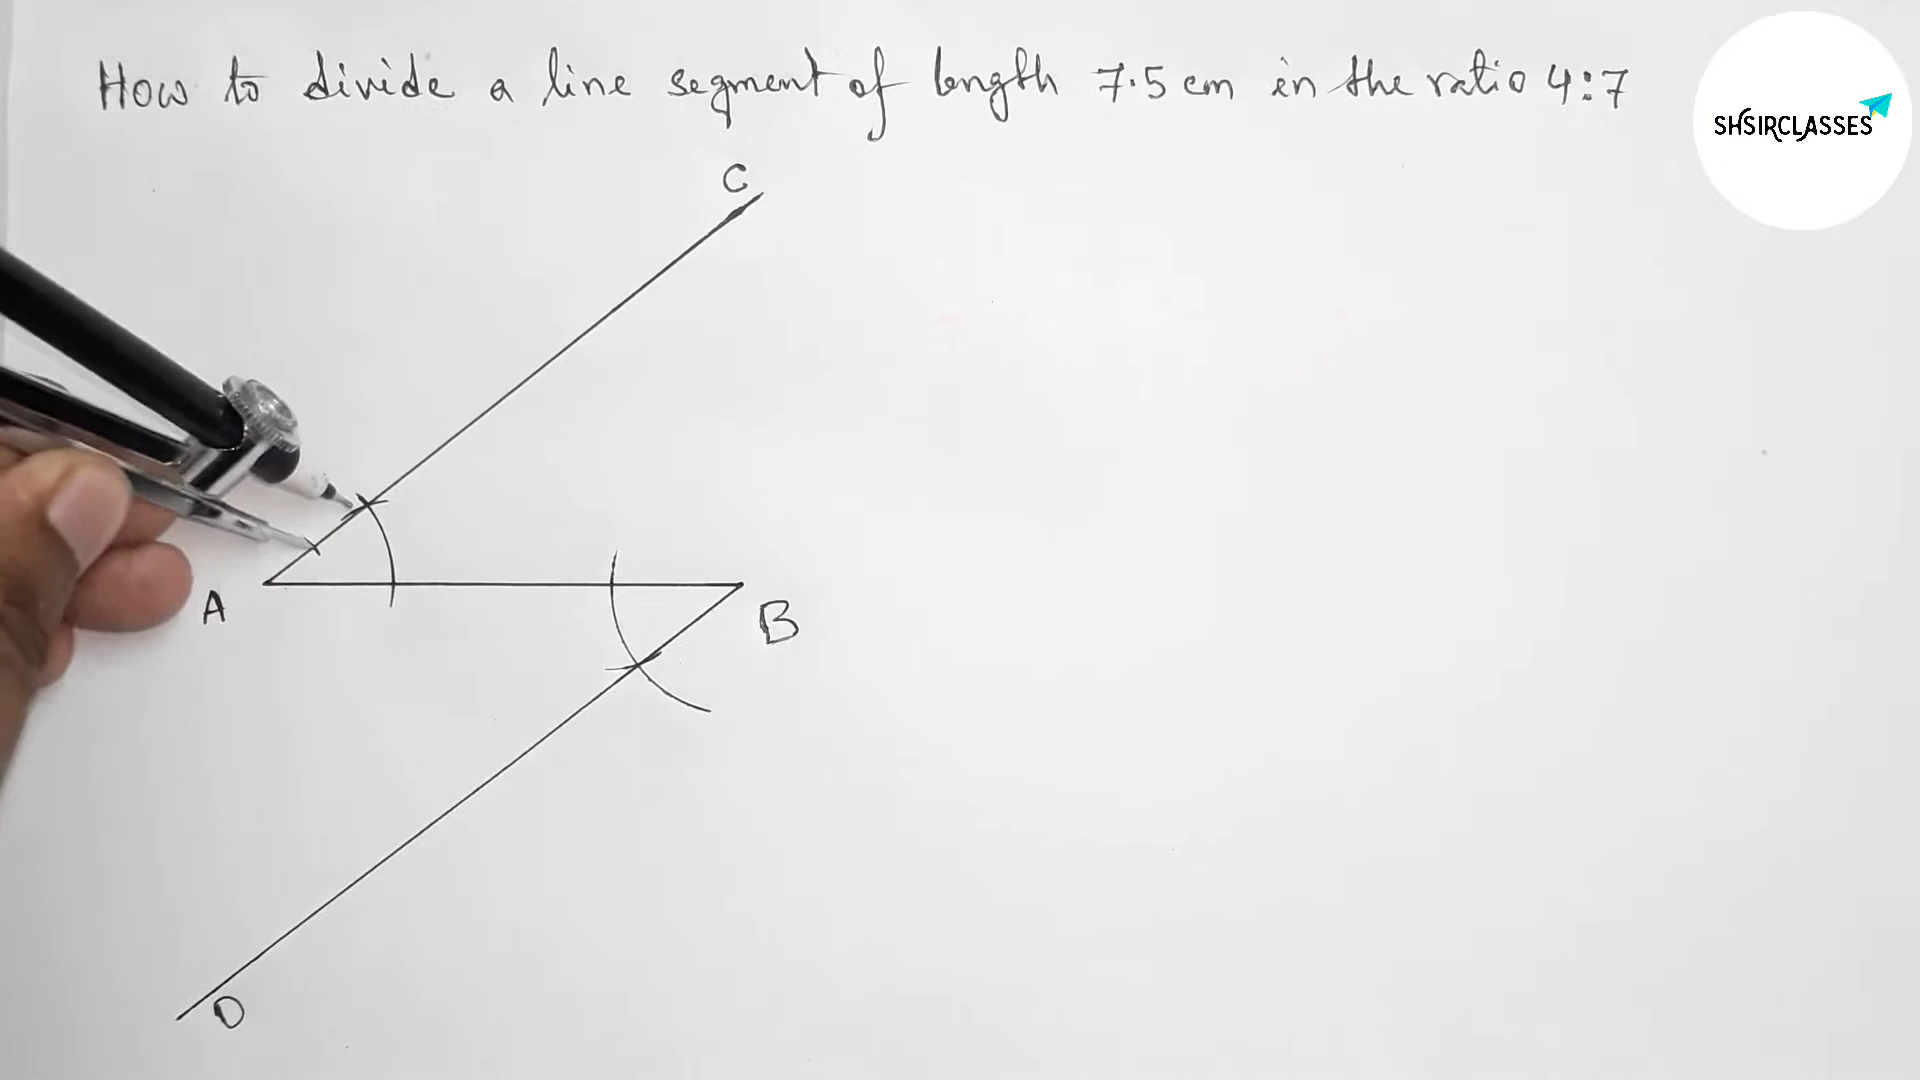 How to divide a line segment of length 7.5 cm in the ratio 4:7
SHSIRCLASSES
C
A
B
D